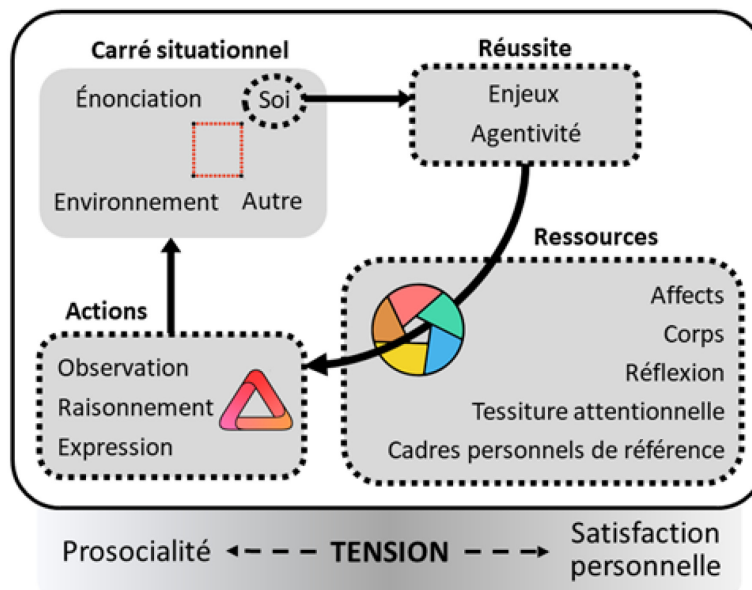 Carré situationnel
Énonciation
Soi
Environnement
Autre
Réussite
Enjeux
Agentivité
Ressources
Affects
Corps
Réflexion
Tessiture attentionnelle
Cadres personnels de référence
Actions
Observation
Raisonnement
Expression
Prosocialité
TENSION
Satisfaction
personnelle